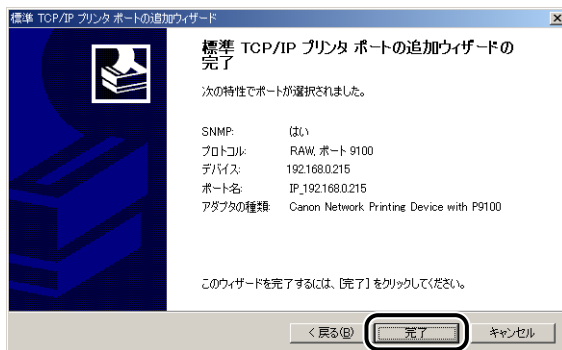 標準 TCP/IP プリンタ ポートの追加ウィザード
標準 TCP/IP プリンタ ポートの追加ウィザードの
完了
次の特性でポートが選択されました。
SNMP: はい
プロトコル: RAW, ポート 9100
デバイス: 192.168.0.215
ポート名: IP_192.168.0.215
アダプタの種類: Canon Network Printing Device with P9100
このウィザードを完了するには、[完了] をクリックしてください。
< 戻る(B) 完了 キャンセル